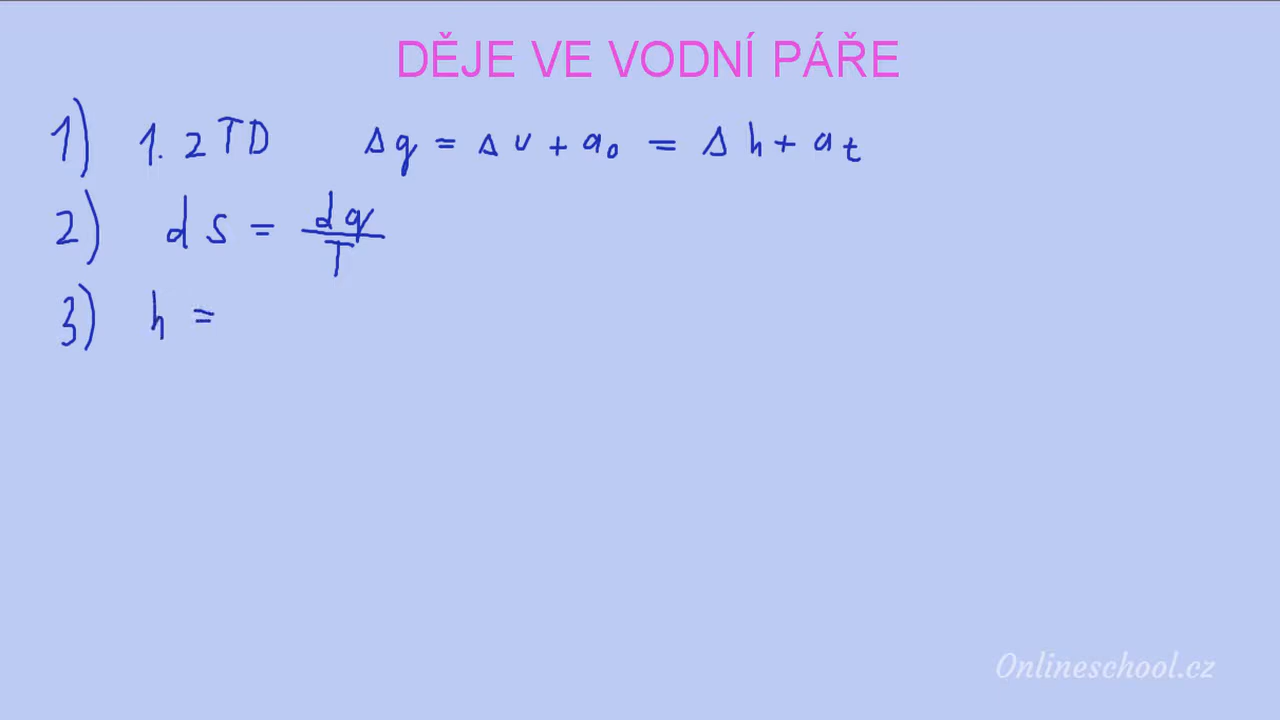 DĚJE VE VODNÍ PÁŘE
1) 1. 2 TD Δq = Δu + a₀ = Δh + aₜ
2) ds = dq/T
3) h =
Onlineschool.cz